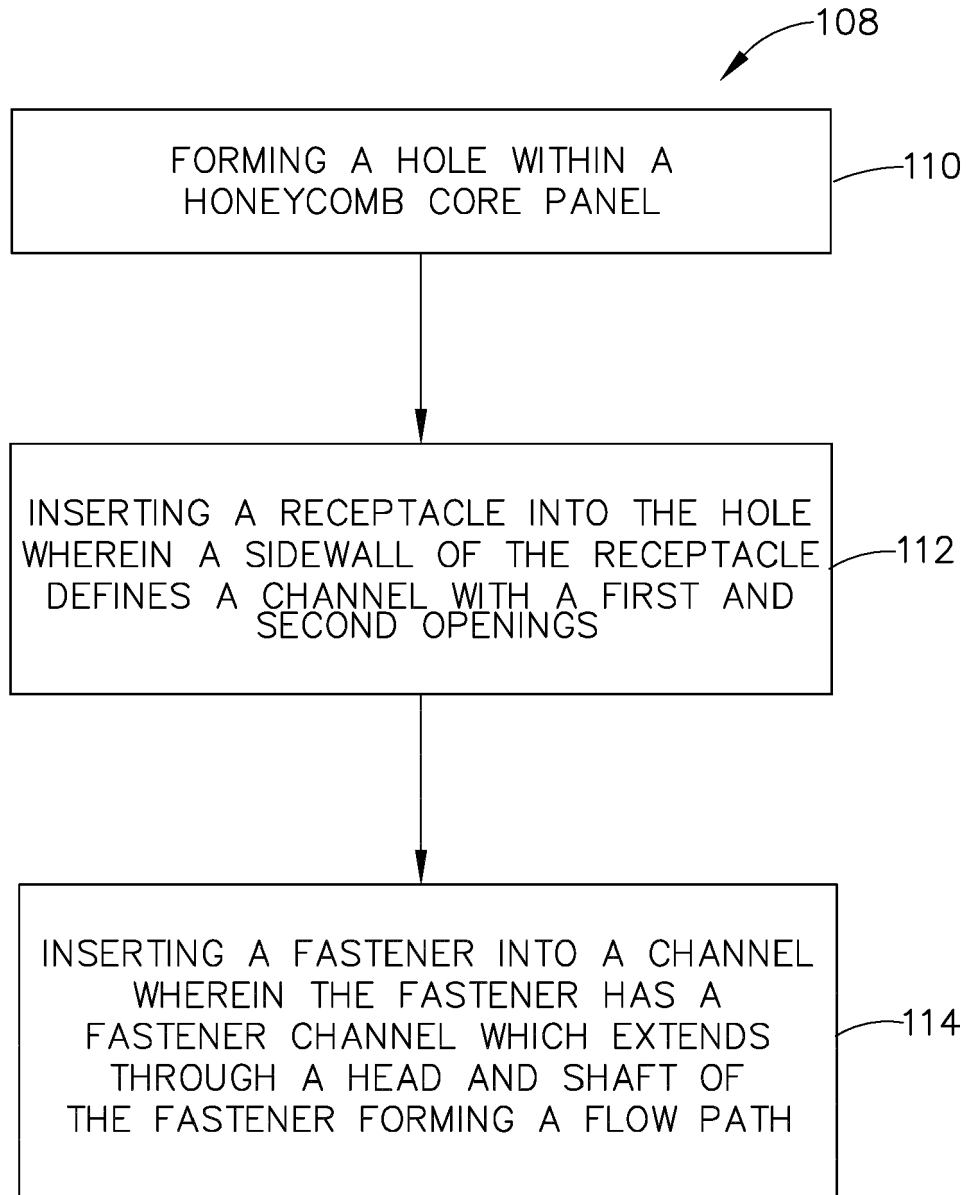 108
FORMING A HOLE WITHIN A
HONEYCOMB CORE PANEL
110
INSERTING A RECEPTACLE INTO THE HOLE
WHEREIN A SIDEWALL OF THE RECEPTACLE
DEFINES A CHANNEL WITH A FIRST AND
SECOND OPENINGS
112
INSERTING A FASTENER INTO A CHANNEL
WHEREIN THE FASTENER HAS A
FASTENER CHANNEL WHICH EXTENDS
THROUGH A HEAD AND SHAFT OF
THE FASTENER FORMING A FLOW PATH
114